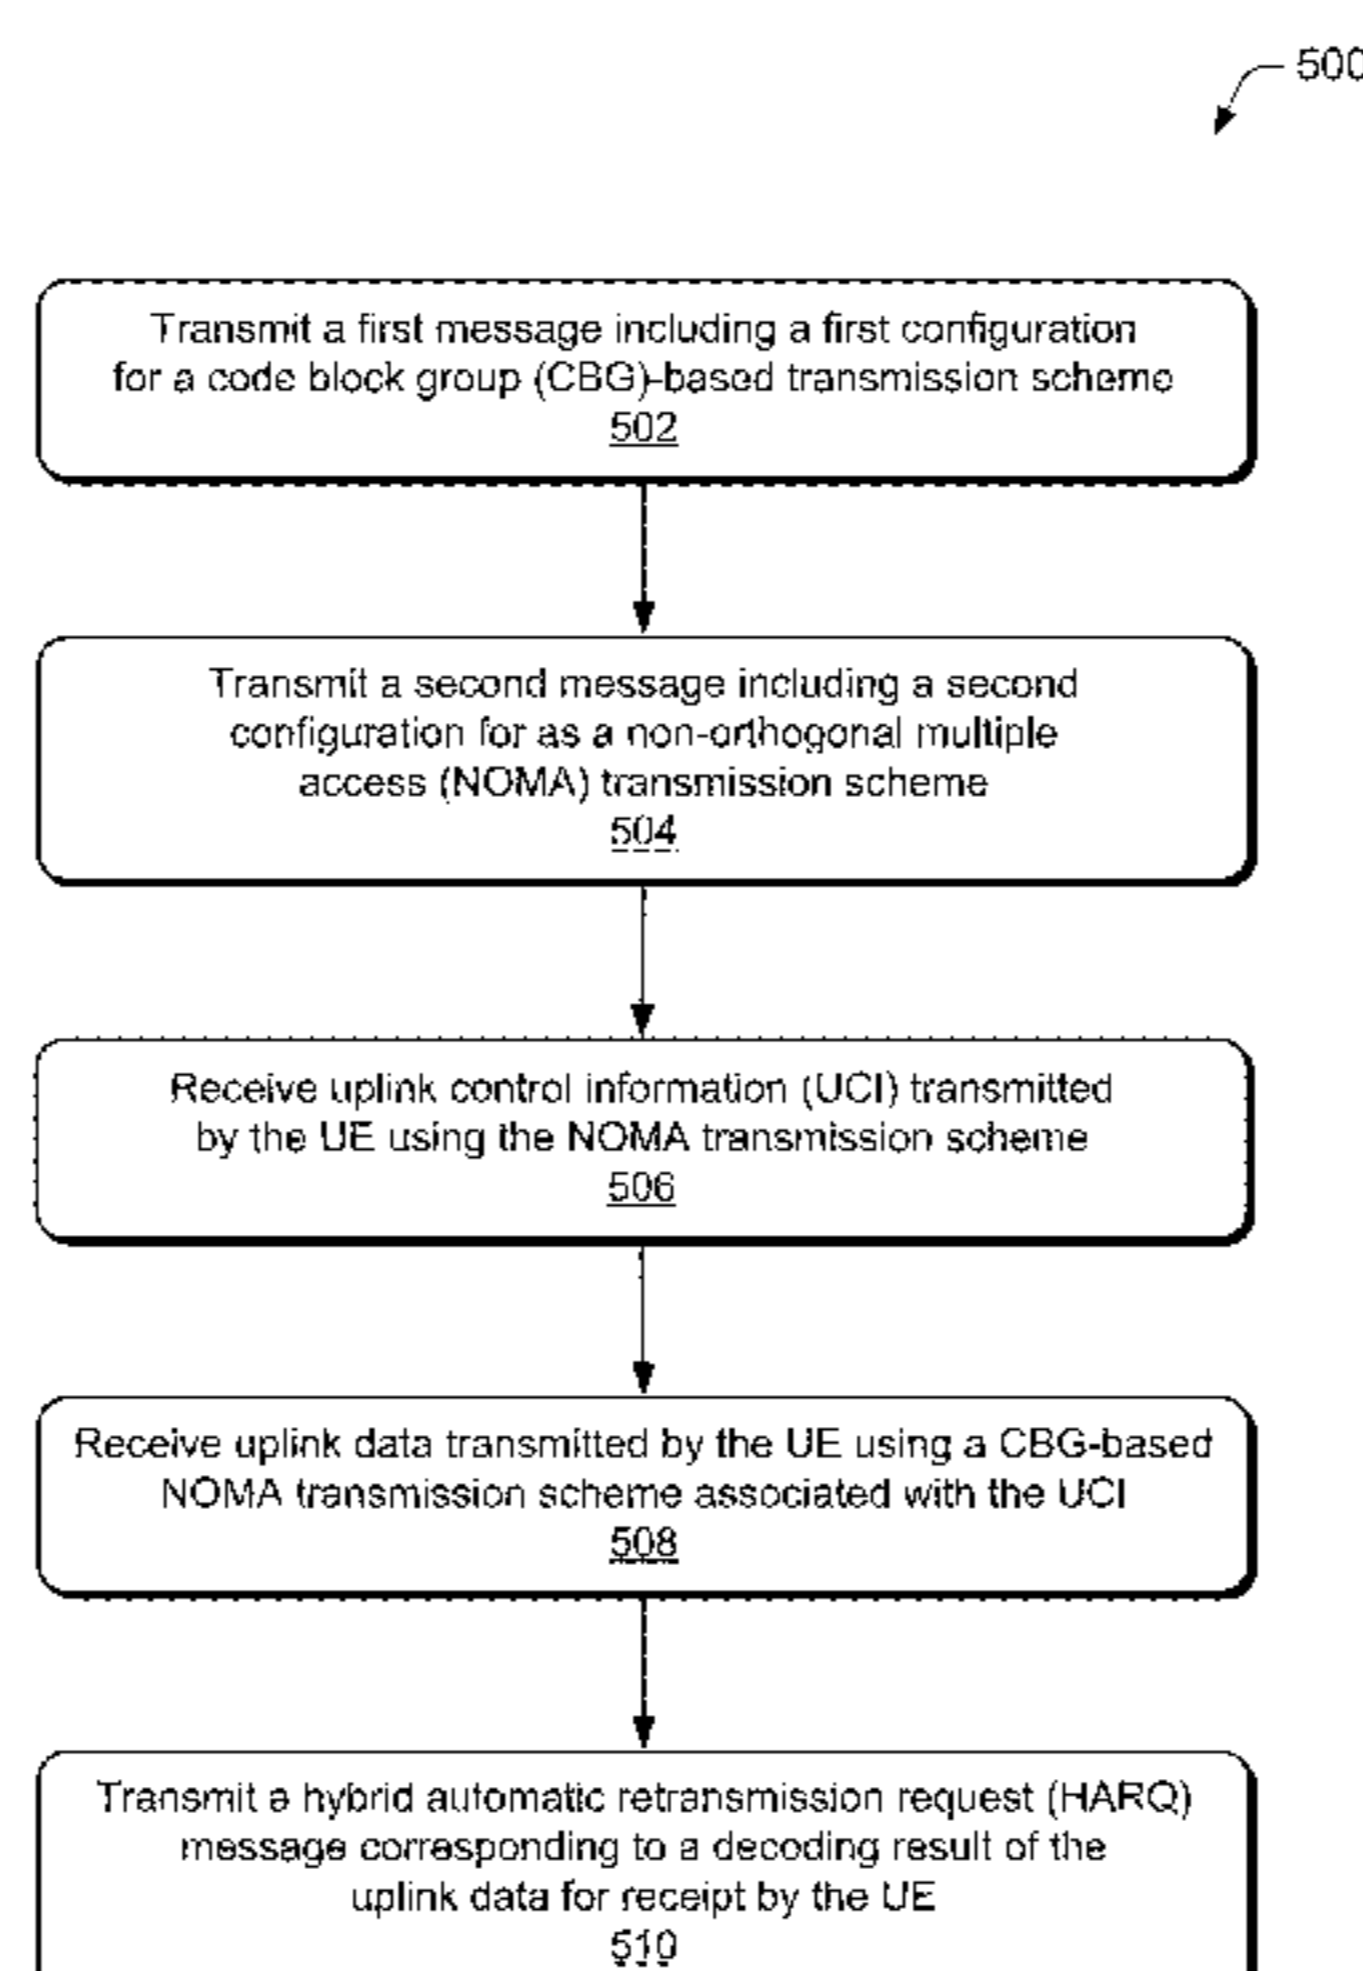 500
Transmit a first message including a first configuration
for a code block group (CBG)-based transmission scheme
502
Transmit a second message including a second
configuration for as a non-orthogonal multiple
access (NOMA) transmission scheme
504
Receive uplink control information (UCI) transmitted
by the UE using the NOMA transmission scheme
506
Receive uplink data transmitted by the UE using a CBG-based
NOMA transmission scheme associated with the UCI
508
Transmit a hybrid automatic retransmission request (HARQ)
message corresponding to a decoding result of the
uplink data for receipt by the UE
510